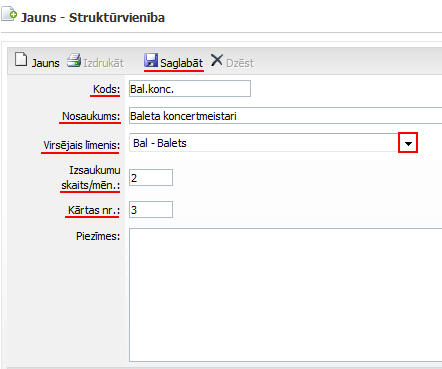 Jauns - Struktūrvienība
Jauns Izdrukāt Saglabāt Dzēst
Kods: Bal.konc.
Nosaukums: Baleta koncertmeistari
Virsējais līmenis: Bal - Balets
Izsaukumu
skaits/mēn.: 2
Kārtas nr.: 3
Piezīmes: